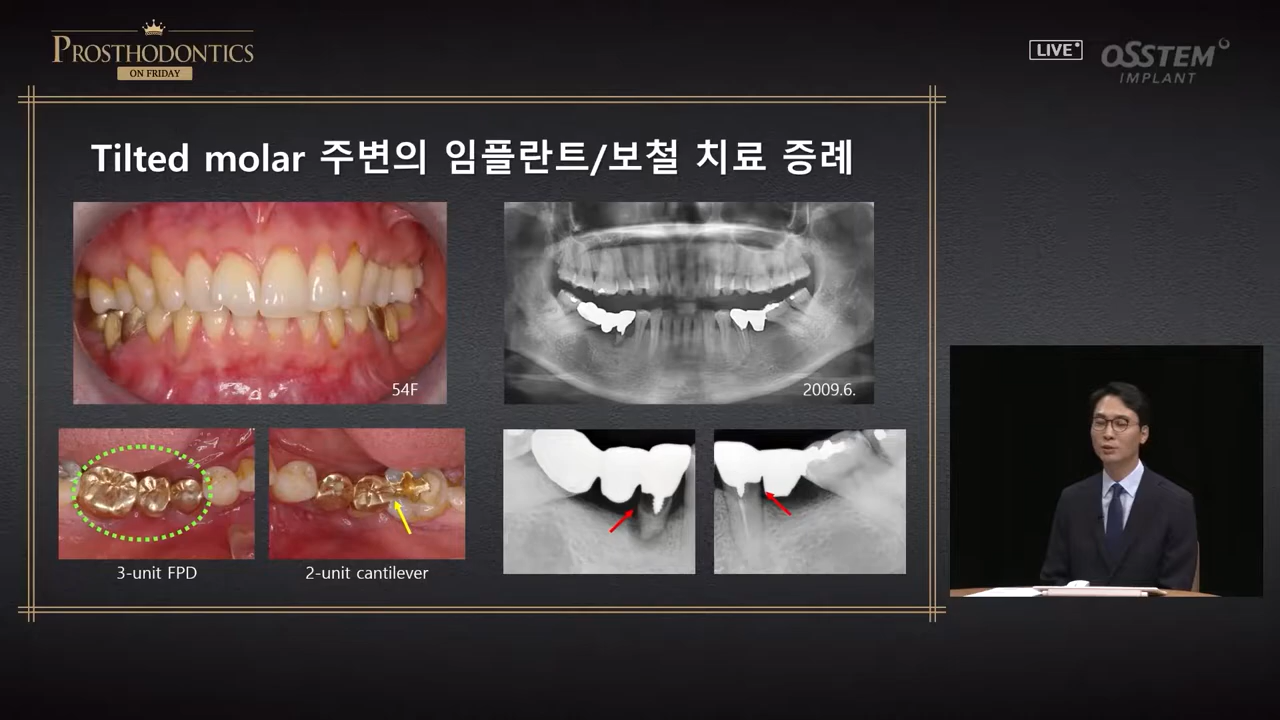 PROSTHODONTICS
ON FRIDAY
LIVE
OSSTEM
IMPLANT
Tilted molar 주변의 임플란트/보철 치료 증례
54F
2009.6.
3-unit FPD
2-unit cantilever